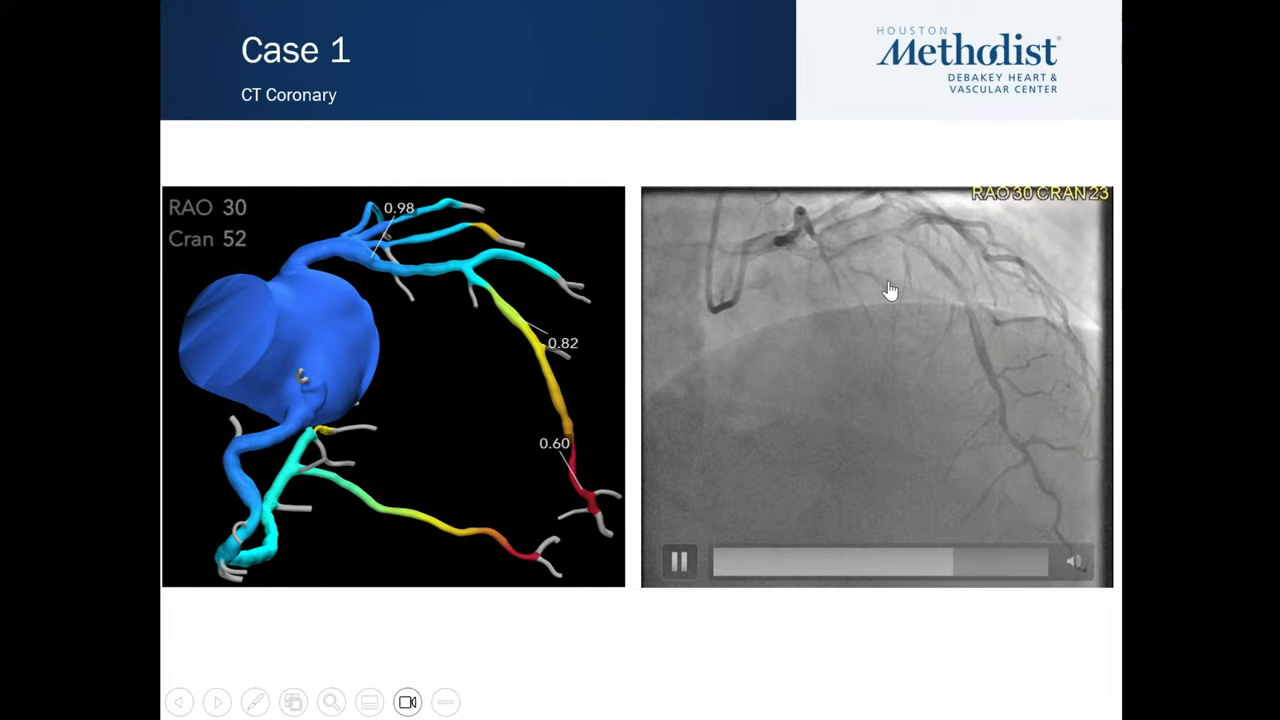 Case 1
CT Coronary
HOUSTON
Methodist
DEBAKEY HEART &
VASCULAR CENTER
RAO 30
Cran 52
0.98
0.82
0.60
RAO 30 CRAN 23